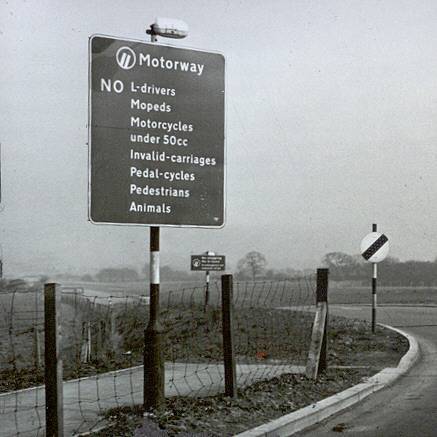 Motorway
NO L-drivers
Mopeds
Motorcycles
under 50cc
Invalid-carriages
Pedal-cycles
Pedestrians
Animals